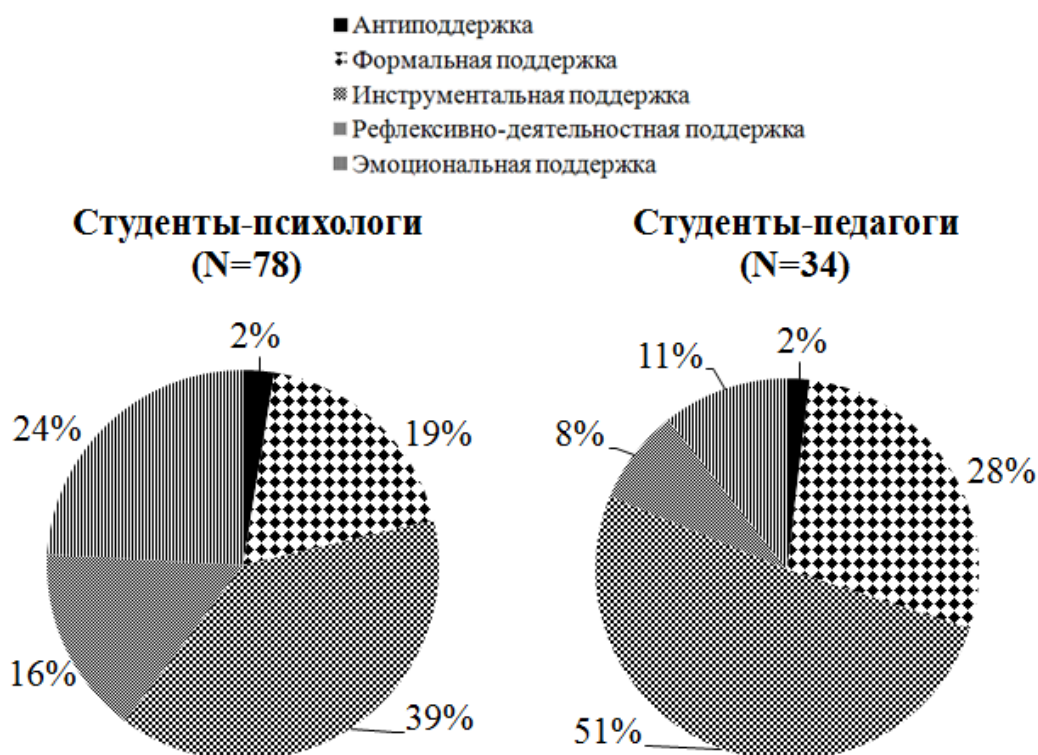 Антиподдержка
Формальная поддержка
Инструментальная поддержка
Рефлексивно-деятельностная поддержка
Эмоциональная поддержка
Студенты-психологи
(N=78)
2%
19%
39%
16%
24%
Студенты-педагоги
(N=34)
2%
28%
51%
8%
11%